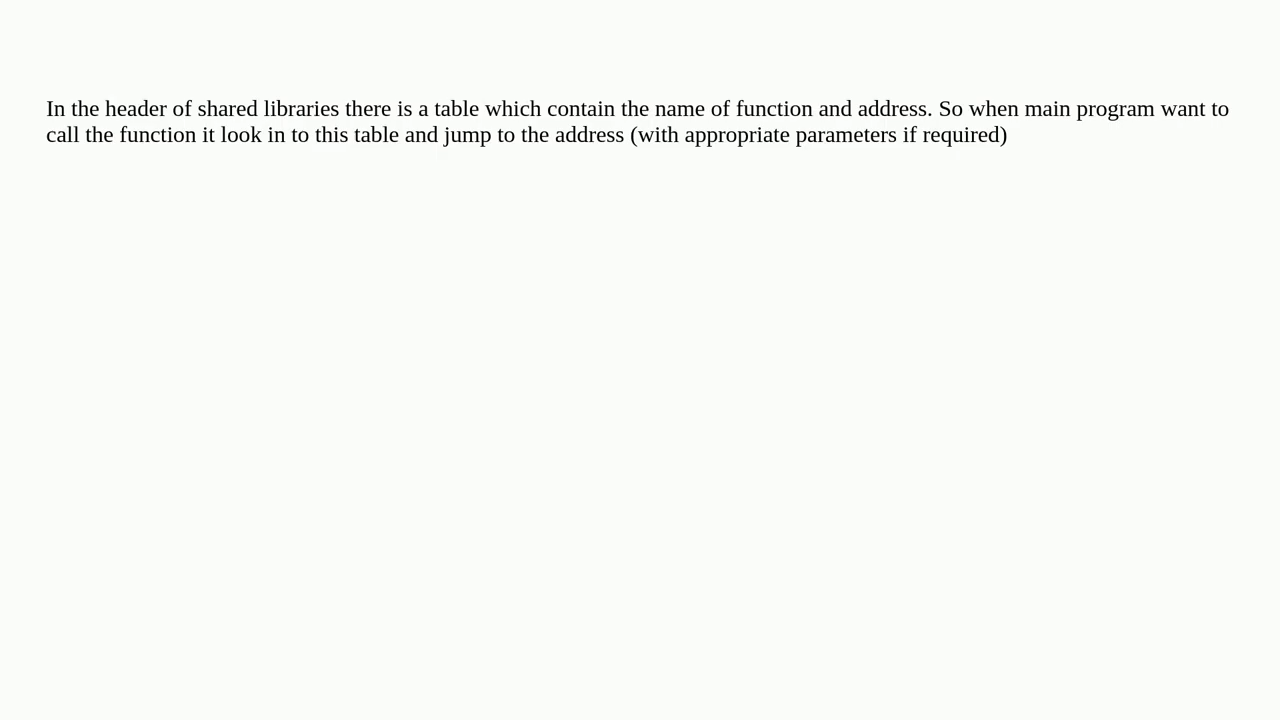 In the header of shared libraries there is a table which contain the name of function and address. So when main program want to
call the function it look in to this table and jump to the address (with appropriate parameters if required)